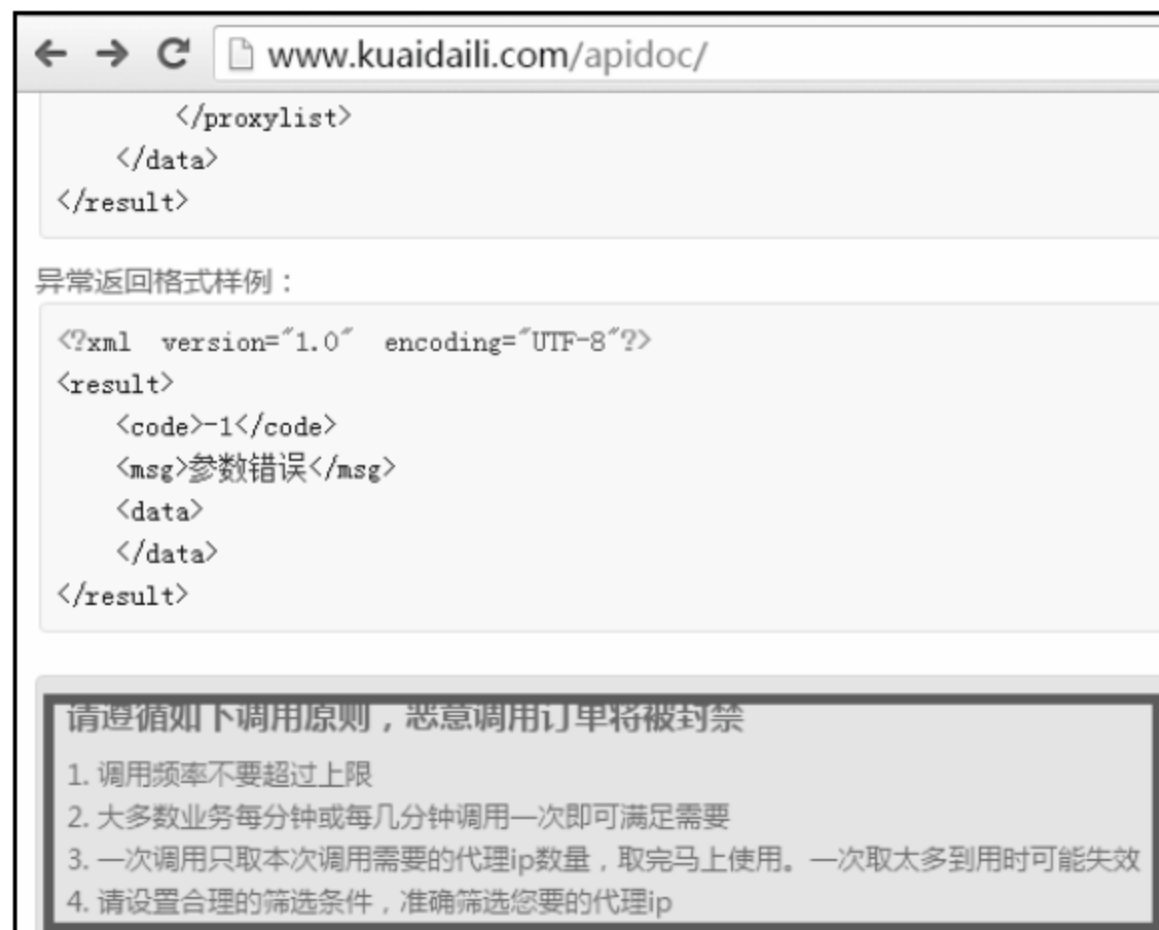 www.kuaidaili.com/apidoc/
</proxylist>
</data>
</result>
异常返回格式样例：
<?xml version="1.0" encoding="UTF-8"?>
<result>
<code>-1</code>
<msg>参数错误</msg>
<data>
</data>
</result>
请遵循如下调用原则，恶意调用订单将被封禁
1. 调用频率不要超过上限
2. 大多数业务每分钟或每几分钟调用一次即可满足需要
3. 一次调用只取本次调用需要的代理ip数量，取完马上使用。一次取太多到用时可能失效
4. 请设置合理的筛选条件，准确筛选您要的代理ip